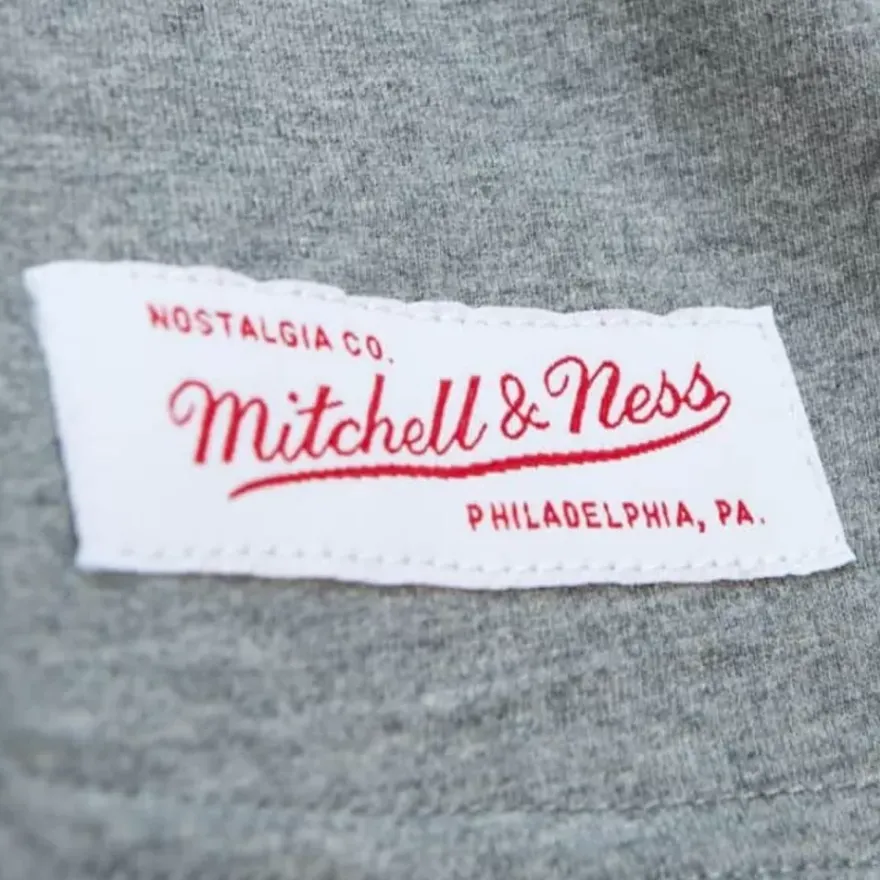 NOSTALGIA CO.
Mitchell & Ness
PHILADELPHIA, PA.